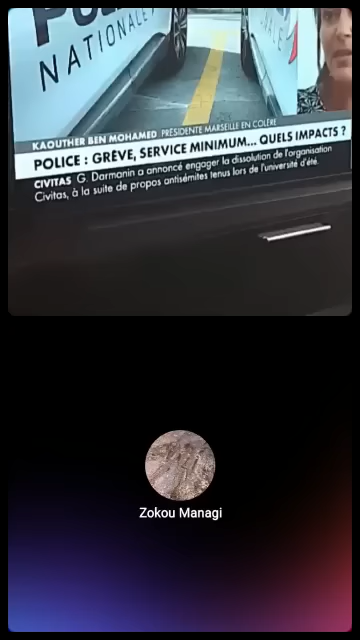 NATIONALE
KAOUTHER BEN MOHAMED PRÉSIDENTE MARSEILLE EN COLÈRE
POLICE : GRÈVE, SERVICE MINIMUM... QUELS IMPACTS ?
CIVITAS G. Darmanin a annoncé engager la dissolution de l'organisation
Civitas, à la suite de propos antisémites tenus lors de l'université d'été.
Zokou Managi